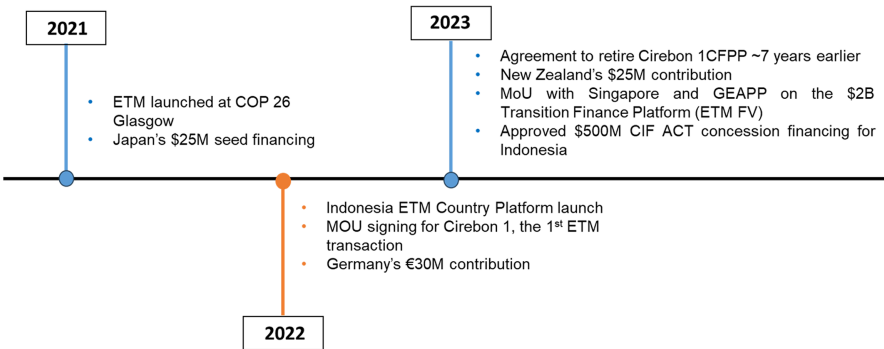 2021
ETM launched at COP 26
Glasgow
Japan's $25M seed financing
2022
Indonesia ETM Country Platform launch
MOU signing for Cirebon 1, the 1st ETM
transaction
Germany's €30M contribution
2023
Agreement to retire Cirebon 1CFPP ~7 years earlier
New Zealand's $25M contribution
MoU with Singapore and GEAPP on the $2B
Transition Finance Platform (ETM FV)
Approved $500M CIF ACT concession financing for
Indonesia